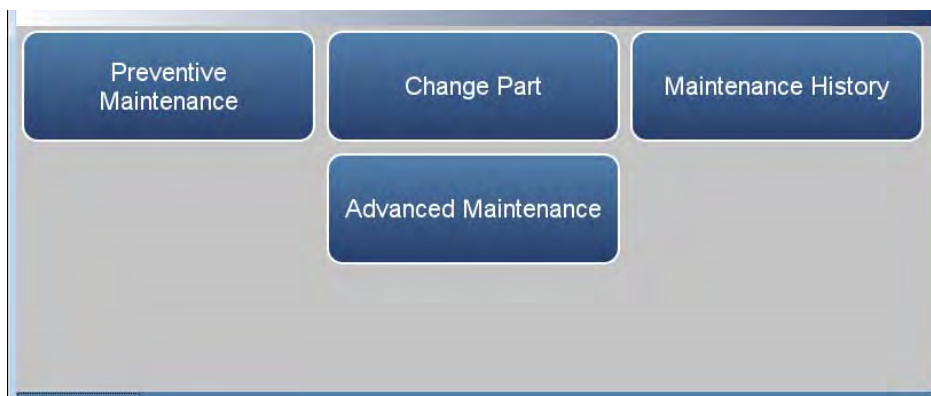 Preventive
Maintenance
Change Part
Maintenance History
Advanced Maintenance